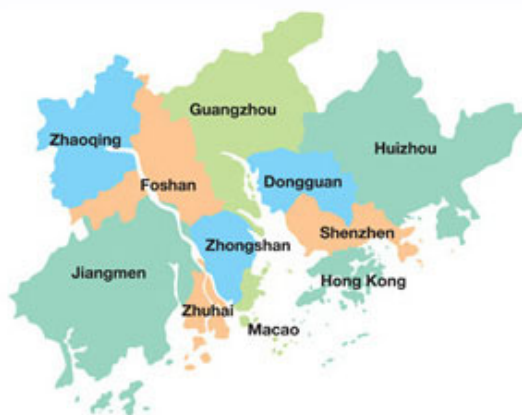 Guangzhou
Zhaoqing
Huizhou
Foshan
Dongguan
Shenzhen
Zhongshan
Jiangmen
Hong Kong
Zhuhai
Macao